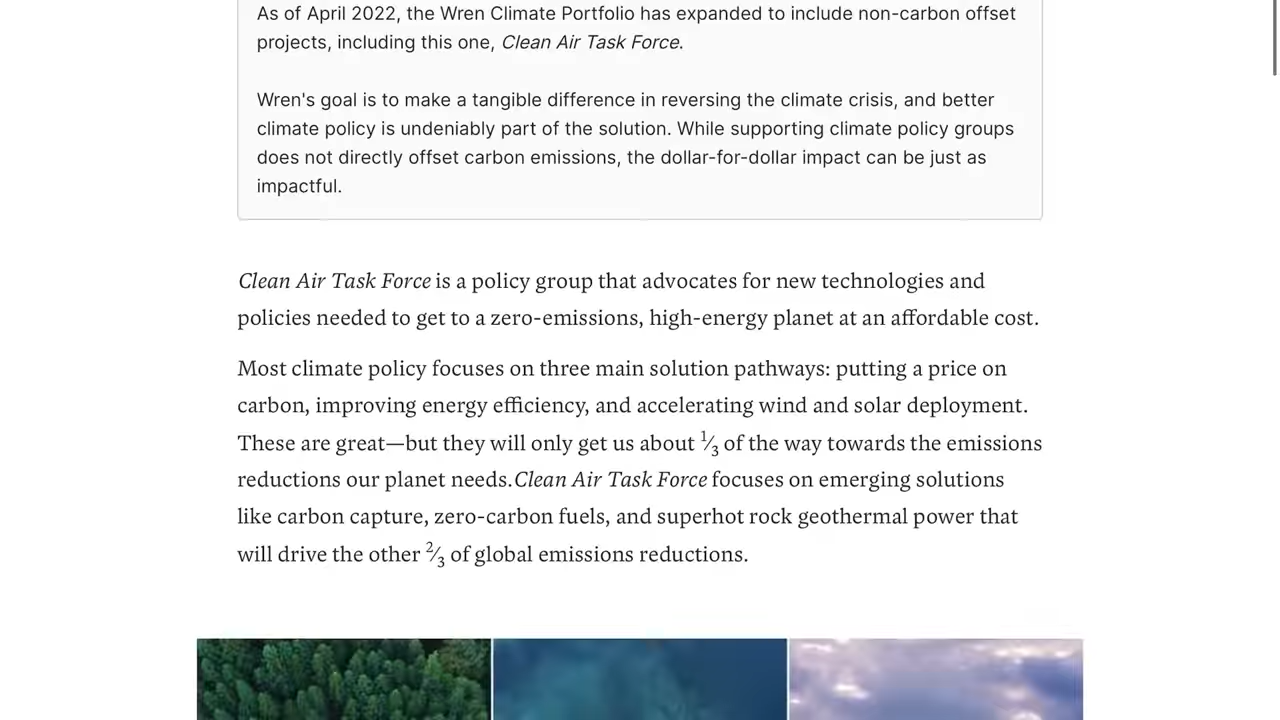 As of April 2022, the Wren Climate Portfolio has expanded to include non-carbon offset
projects, including this one, Clean Air Task Force.
Wren's goal is to make a tangible difference in reversing the climate crisis, and better
climate policy is undeniably part of the solution. While supporting climate policy groups
does not directly offset carbon emissions, the dollar-for-dollar impact can be just as
impactful.
Clean Air Task Force is a policy group that advocates for new technologies and
policies needed to get to a zero-emissions, high-energy planet at an affordable cost.
Most climate policy focuses on three main solution pathways: putting a price on
carbon, improving energy efficiency, and accelerating wind and solar deployment.
These are great—but they will only get us about ⅓ of the way towards the emissions
reductions our planet needs.Clean Air Task Force focuses on emerging solutions
like carbon capture, zero-carbon fuels, and superhot rock geothermal power that
will drive the other ⅔ of global emissions reductions.